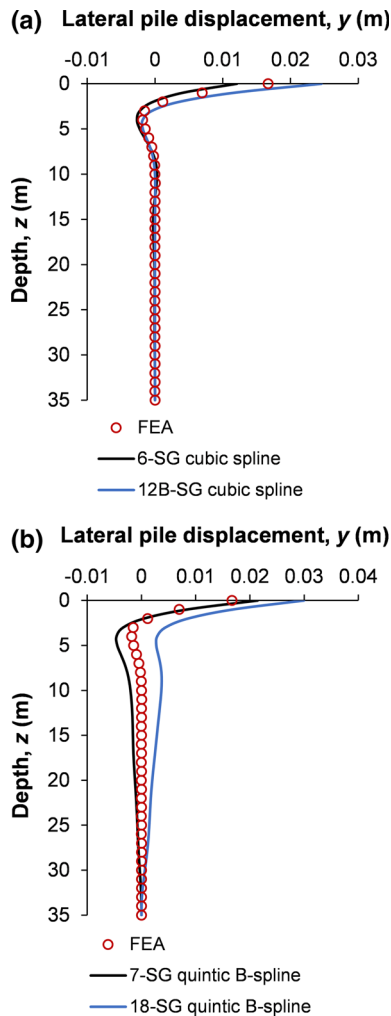 (a) Lateral pile displacement, y (m)
-0.01 0 0.01 0.02 0.03
0
5
10
15
20
25
30
35
Depth, z (m)
FEA
6-SG cubic spline
12B-SG cubic spline
(b) Lateral pile displacement, y (m)
-0.01 0 0.01 0.02 0.03 0.04
0
5
10
15
20
25
30
35
Depth, z (m)
FEA
7-SG quintic B-spline
18-SG quintic B-spline